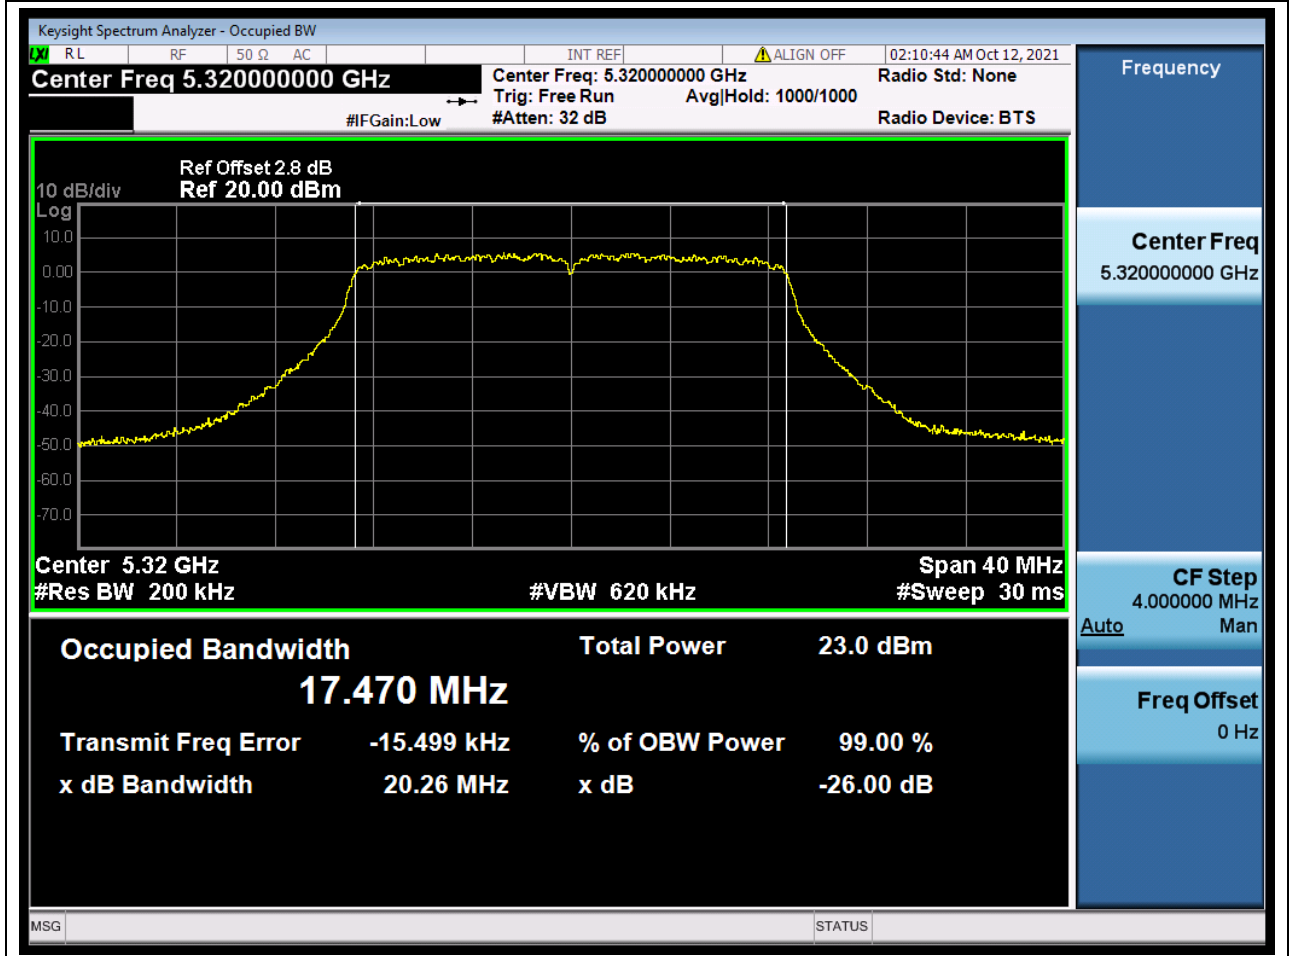 Keysight Spectrum Analyzer - Occupied BW
LXI RL RF 50 Ω AC INT REF ALIGN OFF 02:10:44 AM Oct 12, 2021
Center Freq 5.320000000 GHz
Center Freq: 5.320000000 GHz
Radio Std: None
Trig: Free Run Avg|Hold: 1000/1000
#IFGain:Low
#Atten: 32 dB
Radio Device: BTS
Ref Offset 2.8 dB
10 dB/div Ref 20.00 dBm
Log
10.0
0.00
-10.0
-20.0
-30.0
-40.0
-50.0
-60.0
-70.0
Center 5.32 GHz Span 40 MHz
#Res BW 200 kHz #VBW 620 kHz #Sweep 30 ms
Occupied Bandwidth Total Power 23.0 dBm
17.470 MHz
Transmit Freq Error -15.499 kHz % of OBW Power 99.00 %
x dB Bandwidth 20.26 MHz x dB -26.00 dB
MSG STATUS
Frequency
Center Freq
5.320000000 GHz
CF Step
4.000000 MHz
Auto Man
Freq Offset
0 Hz